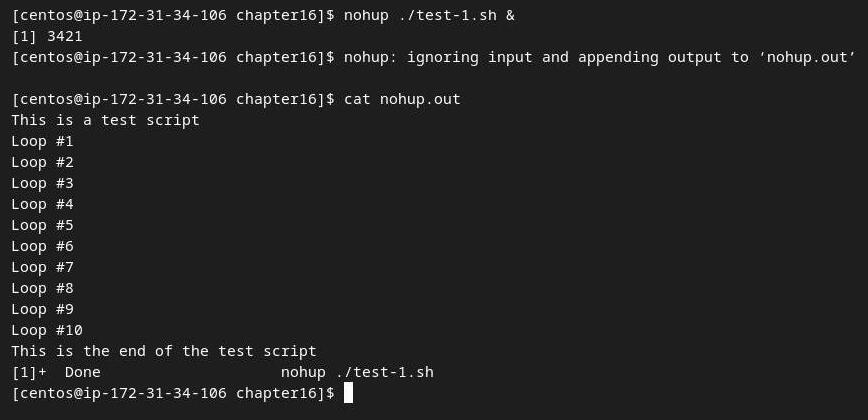 [centos@ip-172-31-34-106 chapter16]$ nohup ./test-1.sh &
[1] 3421
[centos@ip-172-31-34-106 chapter16]$ nohup: ignoring input and appending output to ‘nohup.out’
[centos@ip-172-31-34-106 chapter16]$ cat nohup.out
This is a test script
Loop #1
Loop #2
Loop #3
Loop #4
Loop #5
Loop #6
Loop #7
Loop #8
Loop #9
Loop #10
This is the end of the test script
[1]+  Done                    nohup ./test-1.sh
[centos@ip-172-31-34-106 chapter16]$